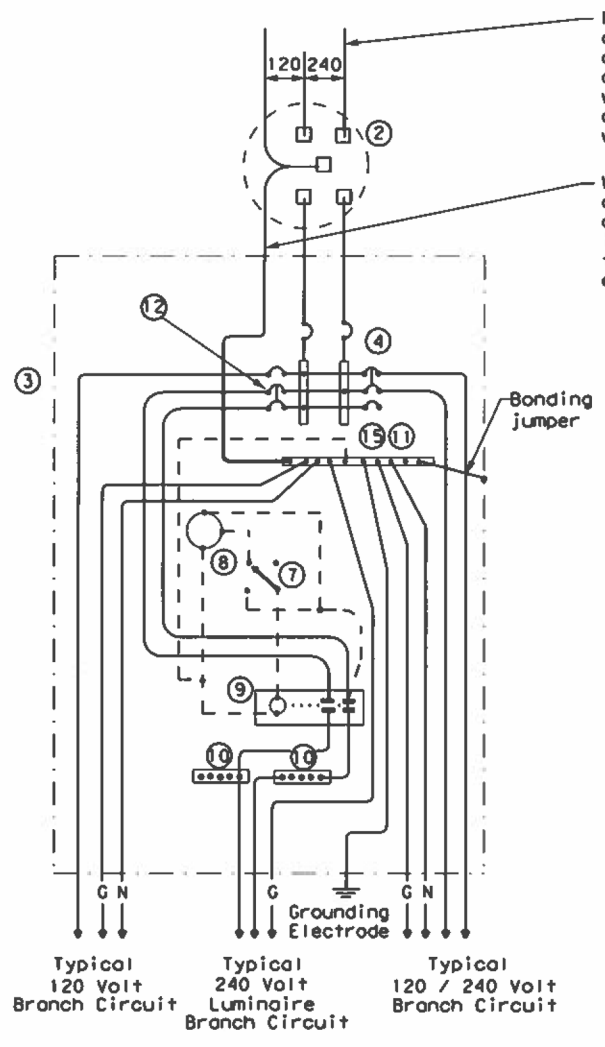 120 240
2
12
4
3
Bonding
jumper
15 11
8
7
9
10 10
G N
G
G N
Grounding
Electrode
Typical
120 Volt
Branch Circuit
Typical
240 Volt
Luminaire
Branch Circuit
Typical
120 / 240 Volt
Branch Circuit